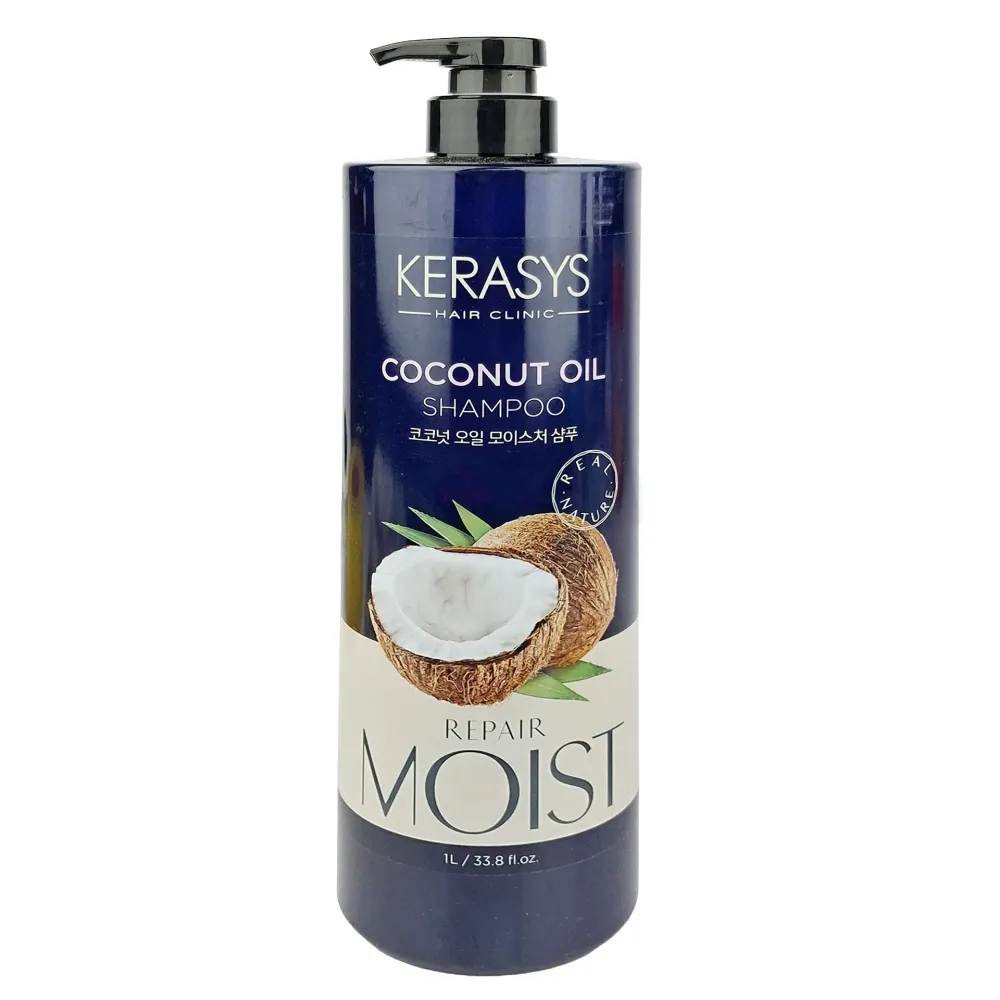 KERASYS
HAIR CLINIC
COCONUT OIL
SHAMPOO
코코넛 오일 모이스처 샴푸
REAL
NATURE
REPAIR
MOIST
1L / 33.8 fl.oz.